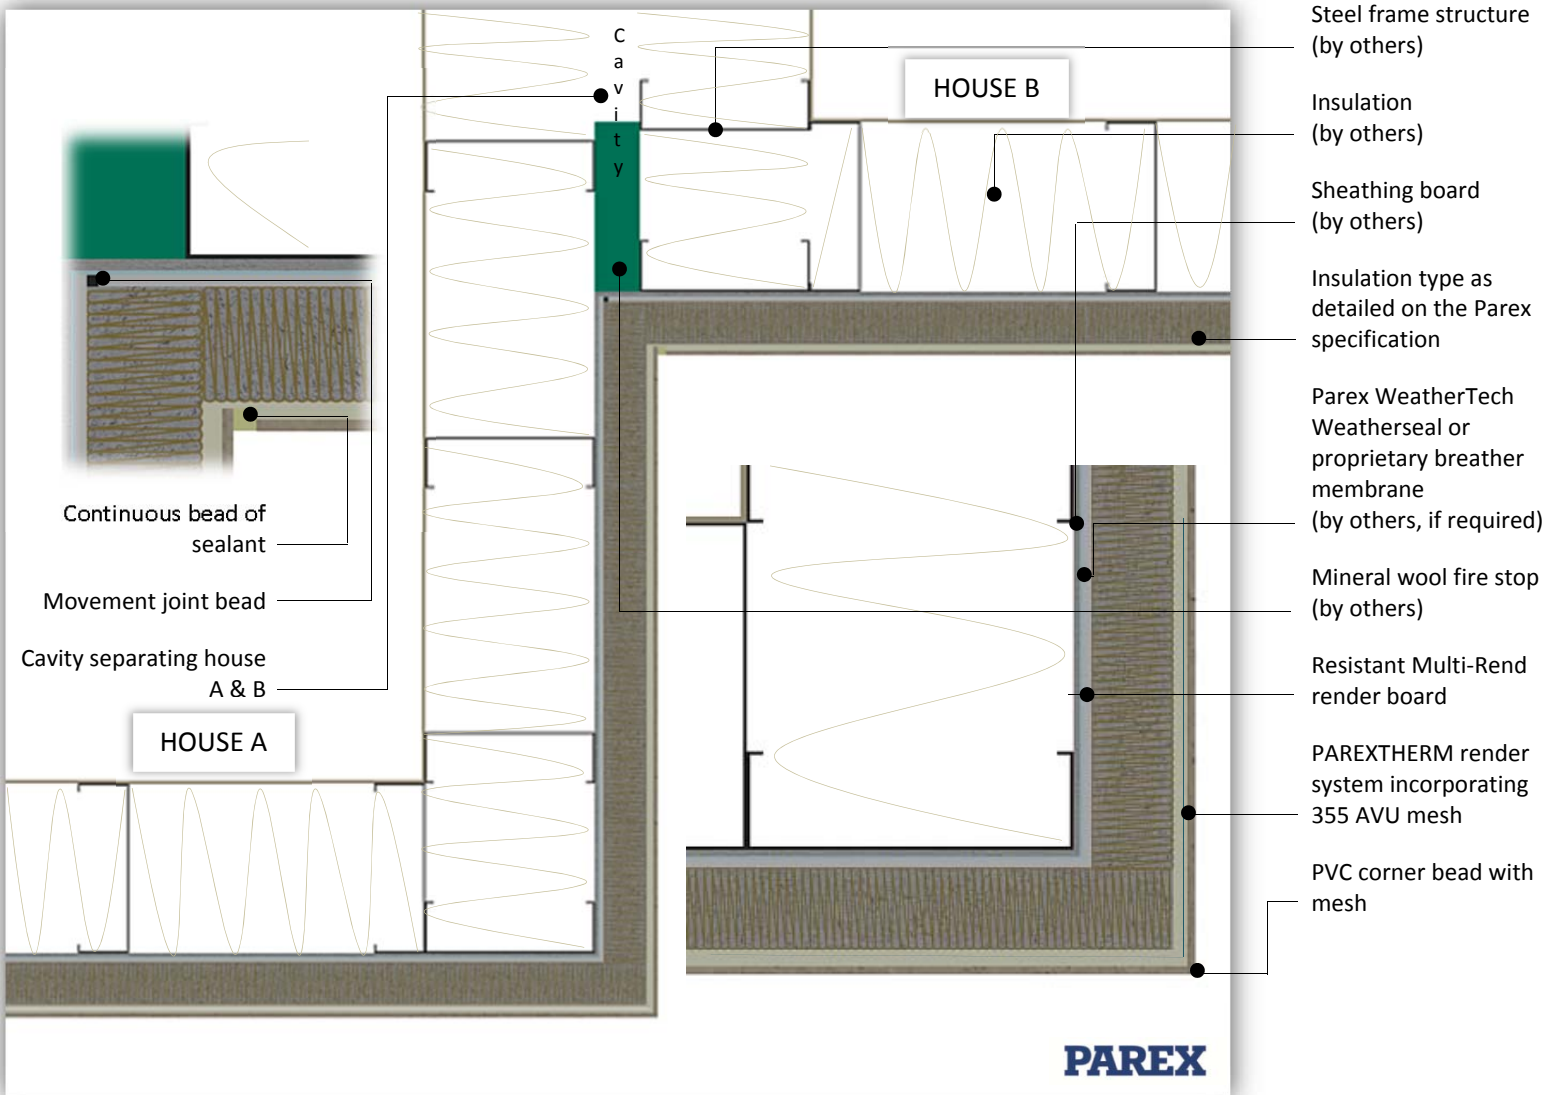 Steel frame structure
(by others)
Insulation
(by others)
Sheathing board
(by others)
Insulation type as
detailed on the Parex
specification
Parex WeatherTech
Weatherseal or
proprietary breather
membrane
(by others, if required)
Mineral wool fire stop
(by others)
Resistant Multi-Rend
render board
PAREXTHERM render
system incorporating
355 AVU mesh
PVC corner bead with
mesh
Cavity
HOUSE B
Continuous bead of
sealant
Movement joint bead
Cavity separating house
A & B
HOUSE A
PAREX